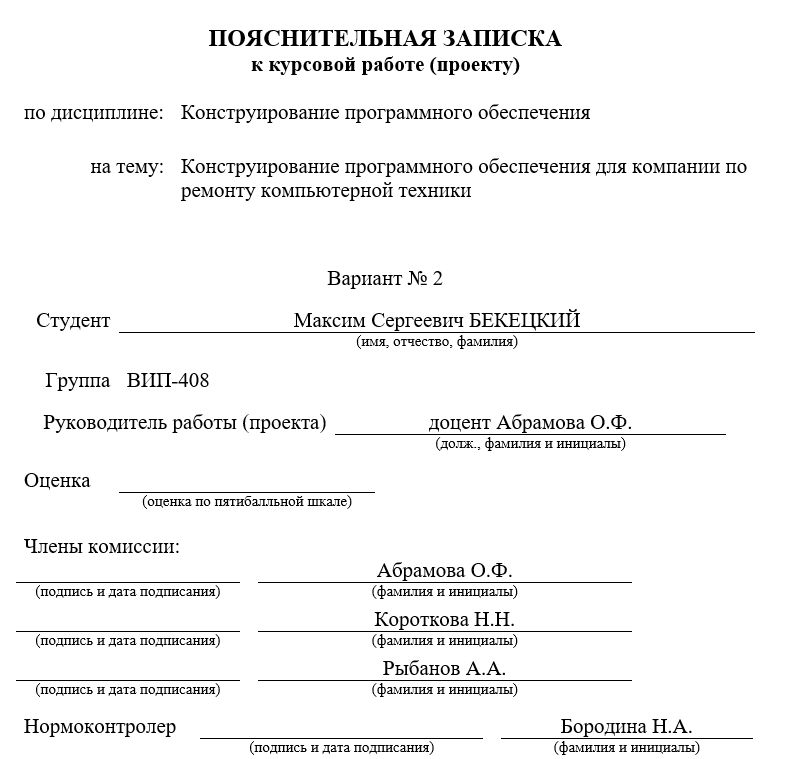 ПОЯСНИТЕЛЬНАЯ ЗАПИСКА
к курсовой работе (проекту)
по дисциплине: Конструирование программного обеспечения
на тему: Конструирование программного обеспечения для компании по
ремонту компьютерной техники
Вариант № 2
Студент Максим Сергеевич БЕКЕЦКИЙ
(имя, отчество, фамилия)
Группа ВИП-408
Руководитель работы (проекта) доцент Абрамова О.Ф.
(долж., фамилия и инициалы)
Оценка
(оценка по пятибалльной шкале)
Члены комиссии:
Абрамова О.Ф.
(подпись и дата подписания) (фамилия и инициалы)
Короткова Н.Н.
(подпись и дата подписания) (фамилия и инициалы)
Рыбанов А.А.
(подпись и дата подписания) (фамилия и инициалы)
Нормоконтролер Бородина Н.А.
(подпись и дата подписания) (фамилия и инициалы)